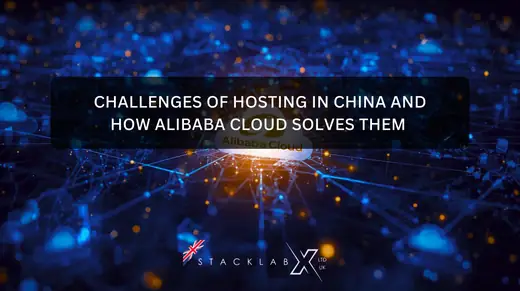 CHALLENGES OF HOSTING IN CHINA AND
HOW ALIBABA CLOUD SOLVES THEM
Alibaba Cloud
STACKLAB X LTD
UK